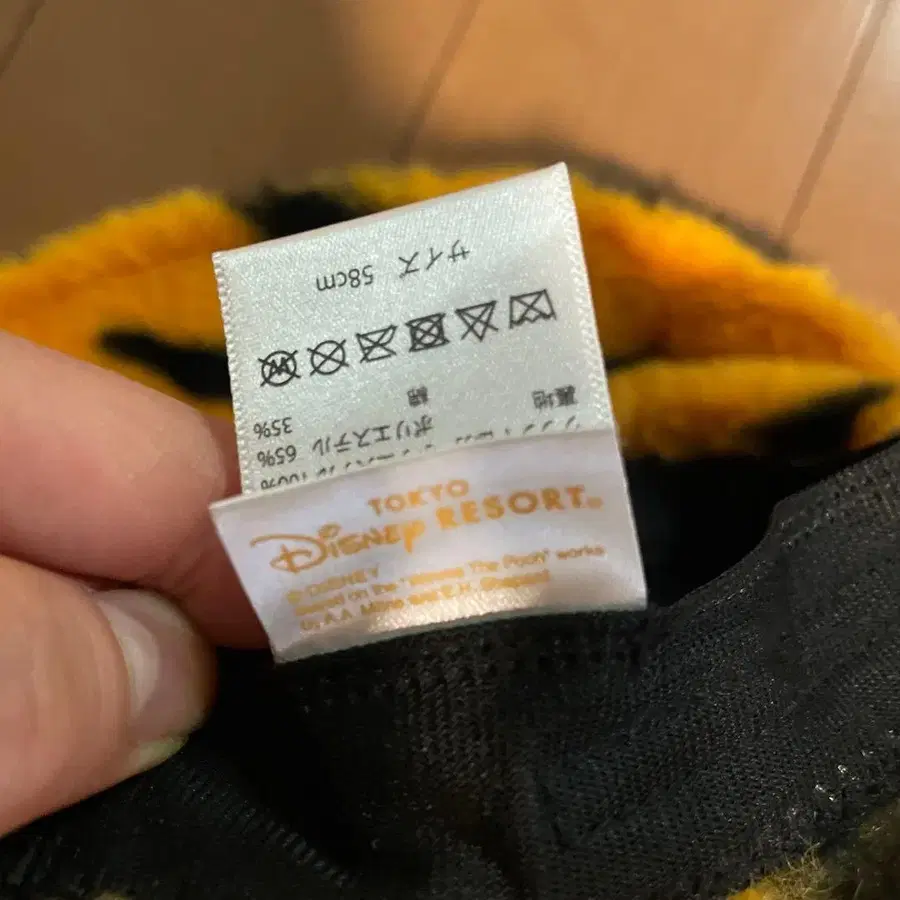 裏地 ポリエステル 65%
綿 35%
サイズ 58cm
TOKYO
Disney RESORT®
© DISNEY
Based on the "Winnie The Pooh" works
by A.A. Milne and E.H. Shepard